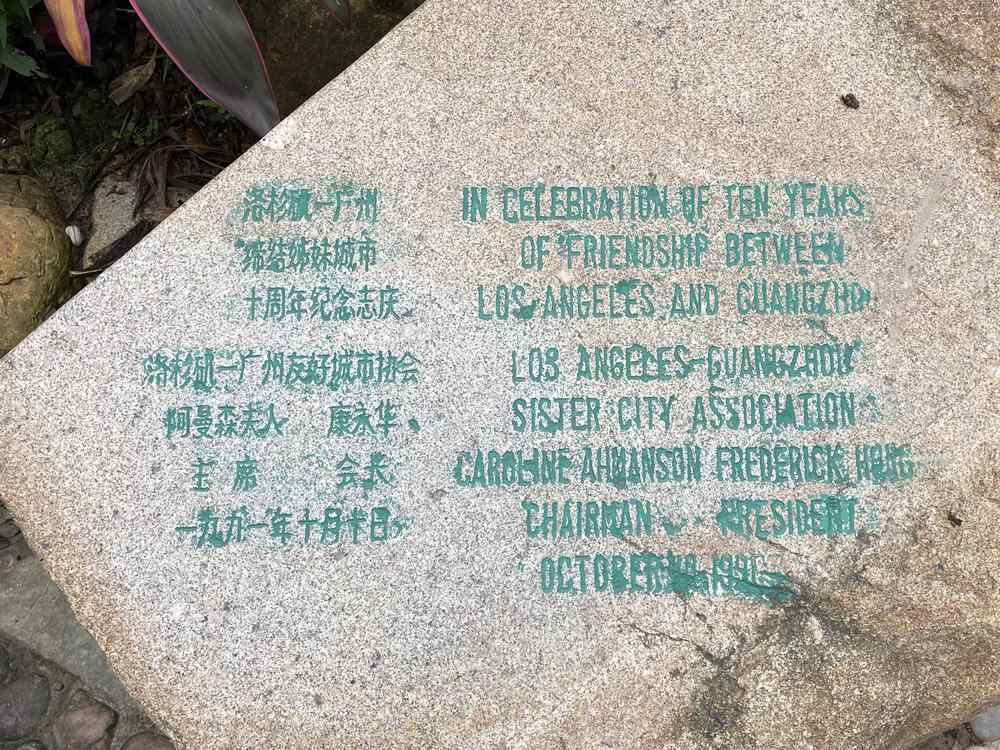 洛杉矶一广州
缔结姊妹城市
十周年纪念志庆
洛杉矶一广州友好城市协会
阿曼森夫人 康永华
主席 会长
一九九一年十月十日
IN CELEBRATION OF TEN YEARS
OF FRIENDSHIP BETWEEN
LOS ANGELES AND GUANGZHOU
LOS ANGELES-GUANGZHOU
SISTER CITY ASSOCIATION
CAROLINE AHMANSON FREDERICK HONG
CHAIRMAN PRESIDENT
OCTOBER